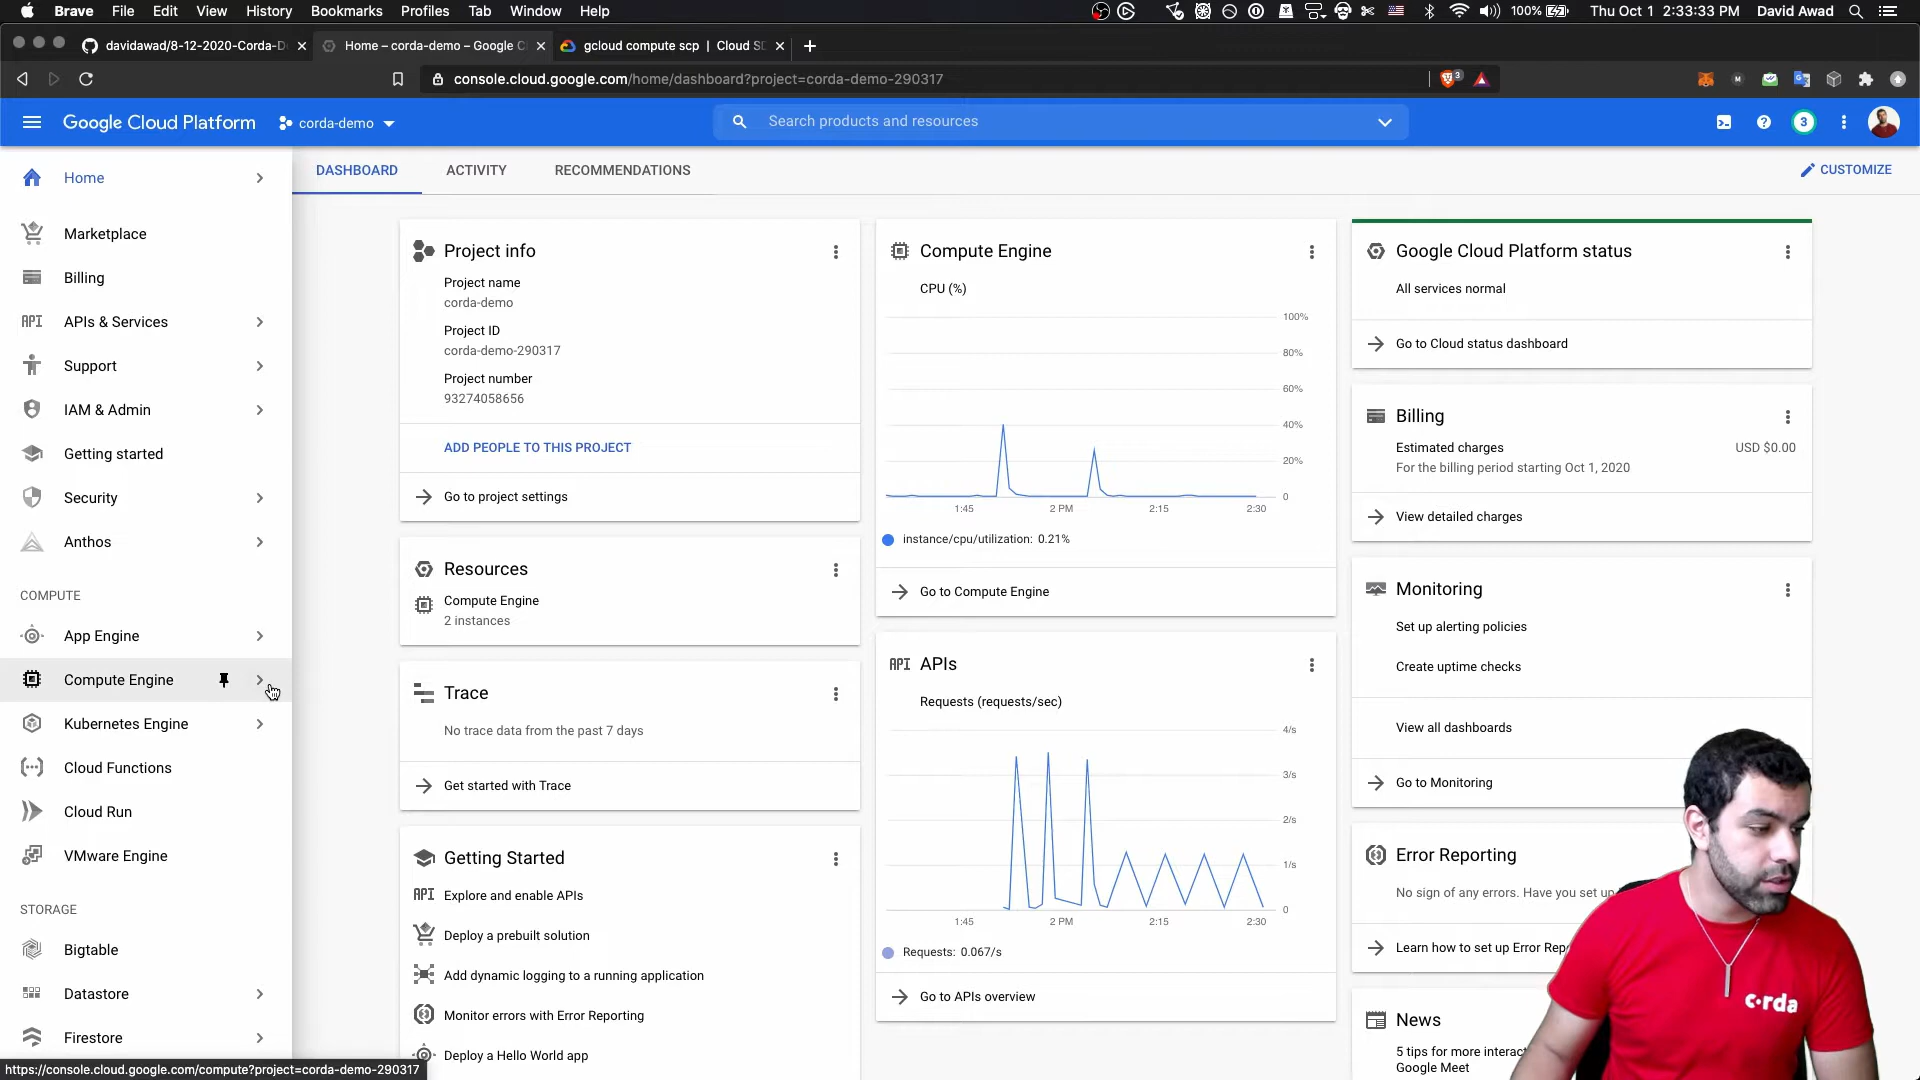 Brave File Edit View History Bookmarks Profiles Tab Window Help 100% Thu Oct 1 2:33:33 PM David Awad
davidawad/8-12-2020-Corda-D Home – corda-demo – Google C gcloud compute scp | Cloud SD
console.cloud.google.com/home/dashboard?project=corda-demo-290317 3
Google Cloud Platform corda-demo Search products and resources 3
Home
Marketplace
Billing
API APIs & Services
Support
IAM & Admin
Getting started
Security
Anthos
COMPUTE
App Engine
Compute Engine
Kubernetes Engine
Cloud Functions
Cloud Run
VMware Engine
STORAGE
Bigtable
Datastore
Firestore
https://console.cloud.google.com/compute?project=corda-demo-290317
DASHBOARD ACTIVITY RECOMMENDATIONS CUSTOMIZE
Project info
Project name
corda-demo
Project ID
corda-demo-290317
Project number
93274058656
ADD PEOPLE TO THIS PROJECT
Go to project settings
Resources
Compute Engine
2 instances
Trace
No trace data from the past 7 days
Get started with Trace
Getting Started
API Explore and enable APIs
Deploy a prebuilt solution
Add dynamic logging to a running application
Monitor errors with Error Reporting
Deploy a Hello World app
Compute Engine
CPU (%)
100%
80%
60%
40%
20%
0
1:45 2 PM 2:15 2:30
instance/cpu/utilization: 0.21%
Go to Compute Engine
API APIs
Requests (requests/sec)
4/s
3/s
2/s
1/s
0
1:45 2 PM 2:15 2:30
Requests: 0.067/s
Go to APIs overview
Google Cloud Platform status
All services normal
Go to Cloud status dashboard
Billing
Estimated charges USD $0.00
For the billing period starting Oct 1, 2020
View detailed charges
Monitoring
Set up alerting policies
Create uptime checks
View all dashboards
Go to Monitoring
Error Reporting
No sign of any errors. Have you set up
Learn how to set up Error Rep
News
5 tips for more interact
Google Meet
c·rda